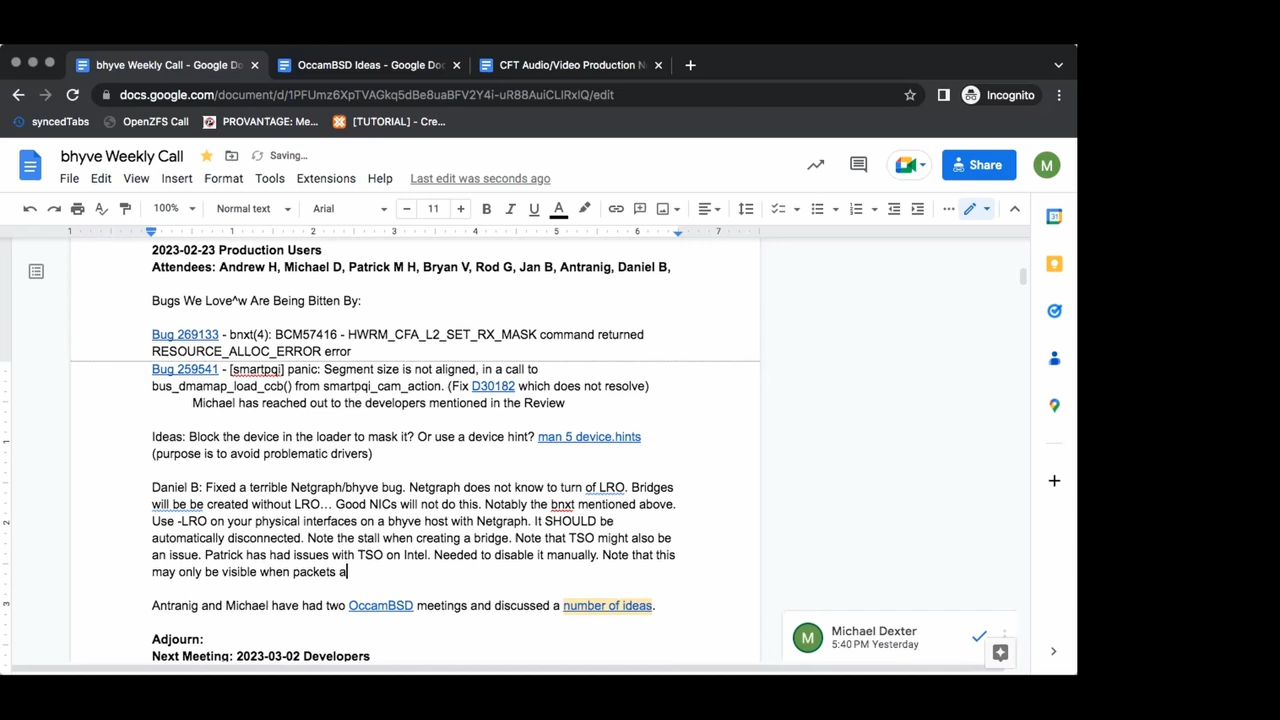 bhyve Weekly Call - Google Do
OccamBSD Ideas - Google Doc
CFT Audio/Video Production N
docs.google.com/document/d/1PFUmz6XpTVAGkq5dBe8uaBFV2Y4i-uR88AuiCLlRxlQ/edit
Incognito
syncedTabs
OpenZFS Call
PROVANTAGE: Me...
[TUTORIAL] - Cre...
bhyve Weekly Call
Saving...
Share
M
File Edit View Insert Format Tools Extensions Help
Last edit was seconds ago
100%
Normal text
Arial
11
B I U A
1 1 2 3 4 5 6 7
2023-02-23 Production Users
Attendees: Andrew H, Michael D, Patrick M H, Bryan V, Rod G, Jan B, Antranig, Daniel B,
Bugs We Love^w Are Being Bitten By:
Bug 269133 - bnxt(4): BCM57416 - HWRM_CFA_L2_SET_RX_MASK command returned
RESOURCE_ALLOC_ERROR error
Bug 259541 - [smartpqi] panic: Segment size is not aligned, in a call to
bus_dmamap_load_ccb() from smartpqi_cam_action. (Fix D30182 which does not resolve)
Michael has reached out to the developers mentioned in the Review
Ideas: Block the device in the loader to mask it? Or use a device hint? man 5 device.hints
(purpose is to avoid problematic drivers)
Daniel B: Fixed a terrible Netgraph/bhyve bug. Netgraph does not know to turn of LRO. Bridges
will be be created without LRO... Good NICs will not do this. Notably the bnxt mentioned above.
Use -LRO on your physical interfaces on a bhyve host with Netgraph. It SHOULD be
automatically disconnected. Note the stall when creating a bridge. Note that TSO might also be
an issue. Patrick has had issues with TSO on Intel. Needed to disable it manually. Note that this
may only be visible when packets a
Antranig and Michael have had two OccamBSD meetings and discussed a number of ideas.
Adjourn:
Next Meeting: 2023-03-02 Developers
M
Michael Dexter
5:40 PM Yesterday
1
2
3
31